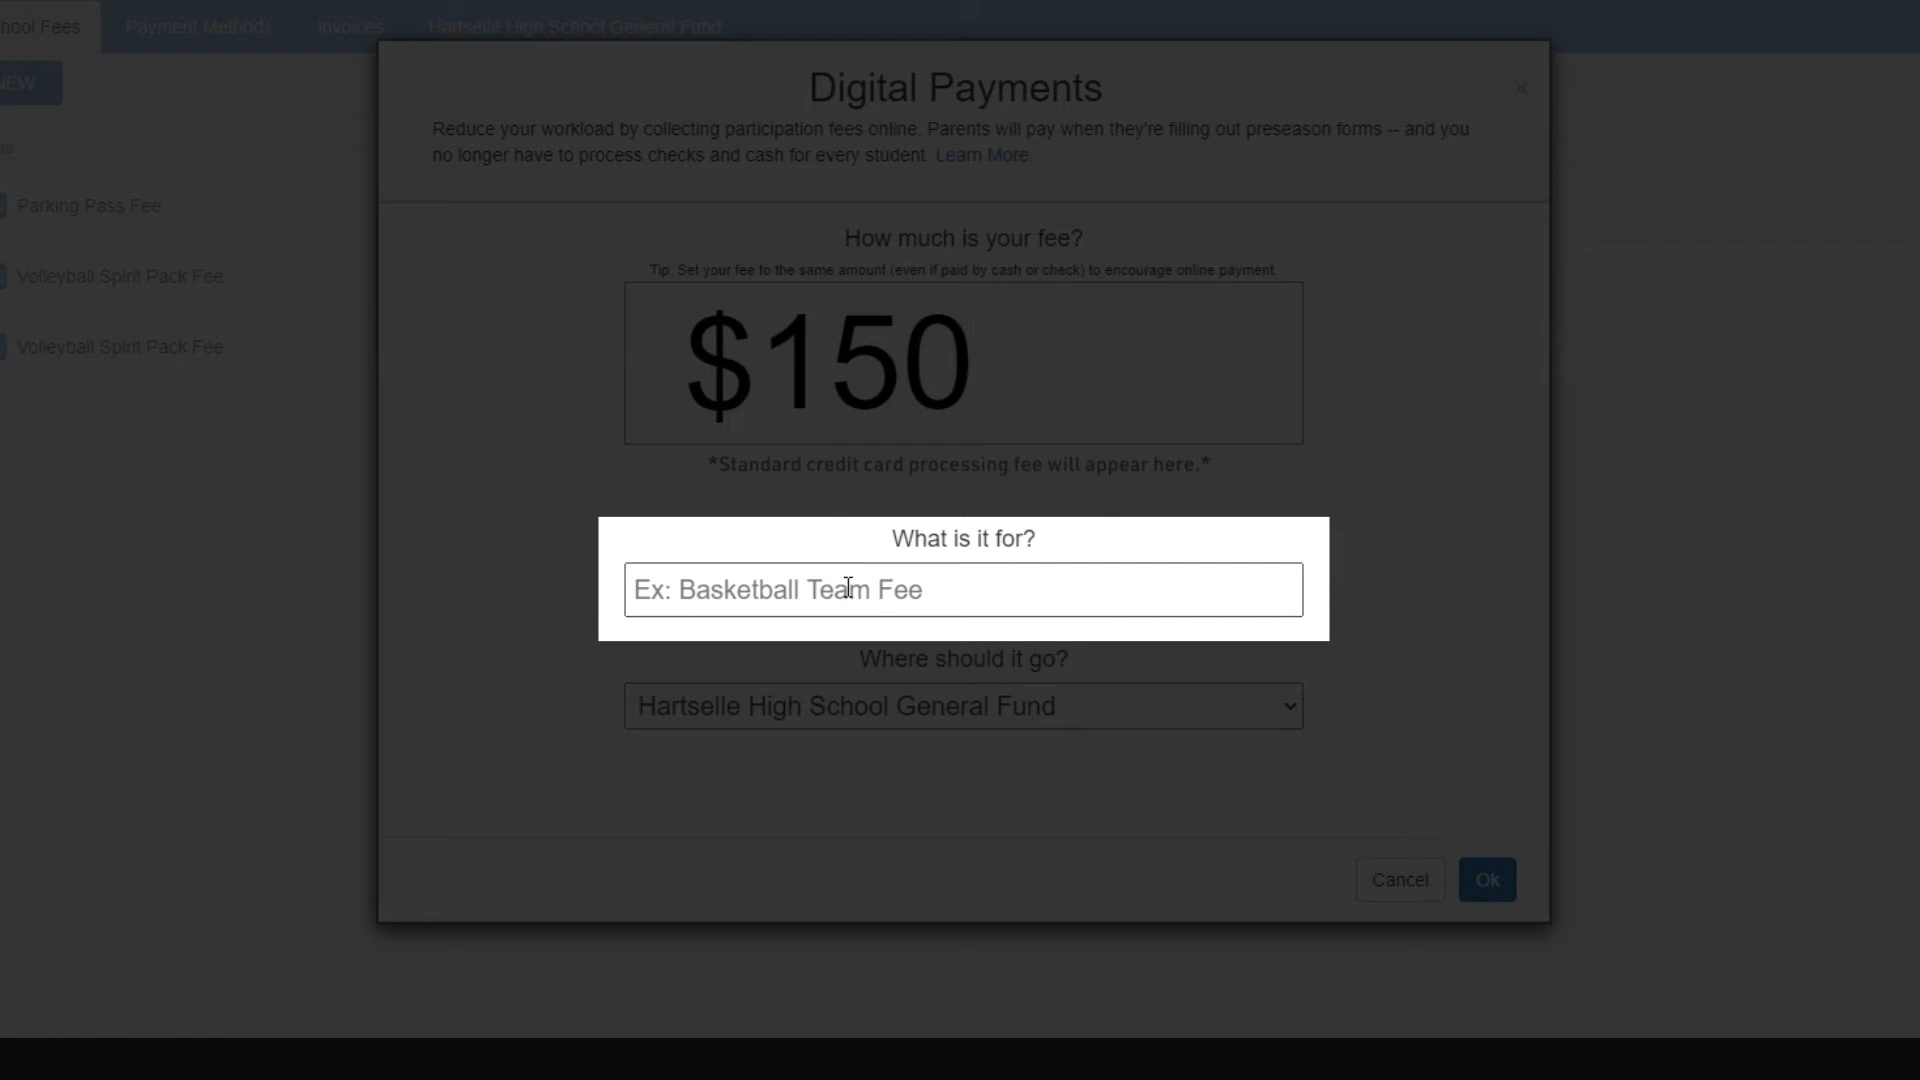 hool Fees Payment Methods Invoices Hartselle High School General Fund
NEW
Digital Payments
×
Reduce your workload by collecting participation fees online. Parents will pay when they're filling out preseason forms -- and you
no longer have to process checks and cash for every student. Learn More.
Parking Pass Fee
Volleyball Spirit Pack Fee
Volleyball Spirit Pack Fee
How much is your fee?
Tip: Set your fee to the same amount (even if paid by cash or check) to encourage online payment
$150
*Standard credit card processing fee will appear here.*
What is it for?
Ex: Basketball Team Fee
Where should it go?
Hartselle High School General Fund
Cancel Ok